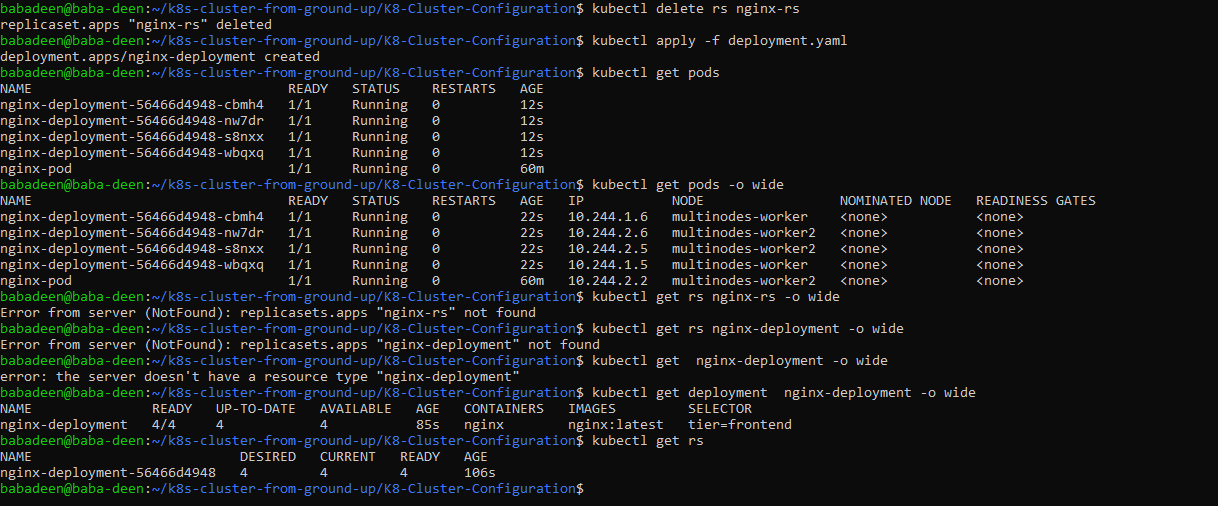 babadeen@baba-deen:~/k8s-cluster-from-ground-up/K8-Cluster-Configuration$ kubectl delete rs nginx-rs
replicaset.apps "nginx-rs" deleted
babadeen@baba-deen:~/k8s-cluster-from-ground-up/K8-Cluster-Configuration$ kubectl apply -f deployment.yaml
deployment.apps/nginx-deployment created
babadeen@baba-deen:~/k8s-cluster-from-ground-up/K8-Cluster-Configuration$ kubectl get pods
NAME                                READY   STATUS    RESTARTS   AGE
nginx-deployment-56466d4948-cbmh4   1/1     Running   0          12s
nginx-deployment-56466d4948-nw7dr   1/1     Running   0          12s
nginx-deployment-56466d4948-s8nxx   1/1     Running   0          12s
nginx-deployment-56466d4948-wbqxq   1/1     Running   0          12s
nginx-pod                           1/1     Running   0          60m
babadeen@baba-deen:~/k8s-cluster-from-ground-up/K8-Cluster-Configuration$ kubectl get pods -o wide
NAME                                READY   STATUS    RESTARTS   AGE   IP           NODE                NOMINATED NODE   READINESS GATES
nginx-deployment-56466d4948-cbmh4   1/1     Running   0          22s   10.244.1.6   multinodes-worker    <none>           <none>
nginx-deployment-56466d4948-nw7dr   1/1     Running   0          22s   10.244.2.6   multinodes-worker2   <none>           <none>
nginx-deployment-56466d4948-s8nxx   1/1     Running   0          22s   10.244.2.5   multinodes-worker2   <none>           <none>
nginx-deployment-56466d4948-wbqxq   1/1     Running   0          22s   10.244.1.5   multinodes-worker    <none>           <none>
nginx-pod                           1/1     Running   0          60m   10.244.2.2   multinodes-worker2   <none>           <none>
babadeen@baba-deen:~/k8s-cluster-from-ground-up/K8-Cluster-Configuration$ kubectl get rs nginx-rs -o wide
Error from server (NotFound): replicasets.apps "nginx-rs" not found
babadeen@baba-deen:~/k8s-cluster-from-ground-up/K8-Cluster-Configuration$ kubectl get rs nginx-deployment -o wide
Error from server (NotFound): replicasets.apps "nginx-deployment" not found
babadeen@baba-deen:~/k8s-cluster-from-ground-up/K8-Cluster-Configuration$ kubectl get  nginx-deployment -o wide
error: the server doesn't have a resource type "nginx-deployment"
babadeen@baba-deen:~/k8s-cluster-from-ground-up/K8-Cluster-Configuration$ kubectl get deployment  nginx-deployment -o wide
NAME               READY   UP-TO-DATE   AVAILABLE   AGE   CONTAINERS   IMAGES         SELECTOR
nginx-deployment   4/4     4            4           85s   nginx        nginx:latest   tier=frontend
babadeen@baba-deen:~/k8s-cluster-from-ground-up/K8-Cluster-Configuration$ kubectl get rs
NAME                          DESIRED   CURRENT   READY   AGE
nginx-deployment-56466d4948   4         4         4       106s
babadeen@baba-deen:~/k8s-cluster-from-ground-up/K8-Cluster-Configuration$